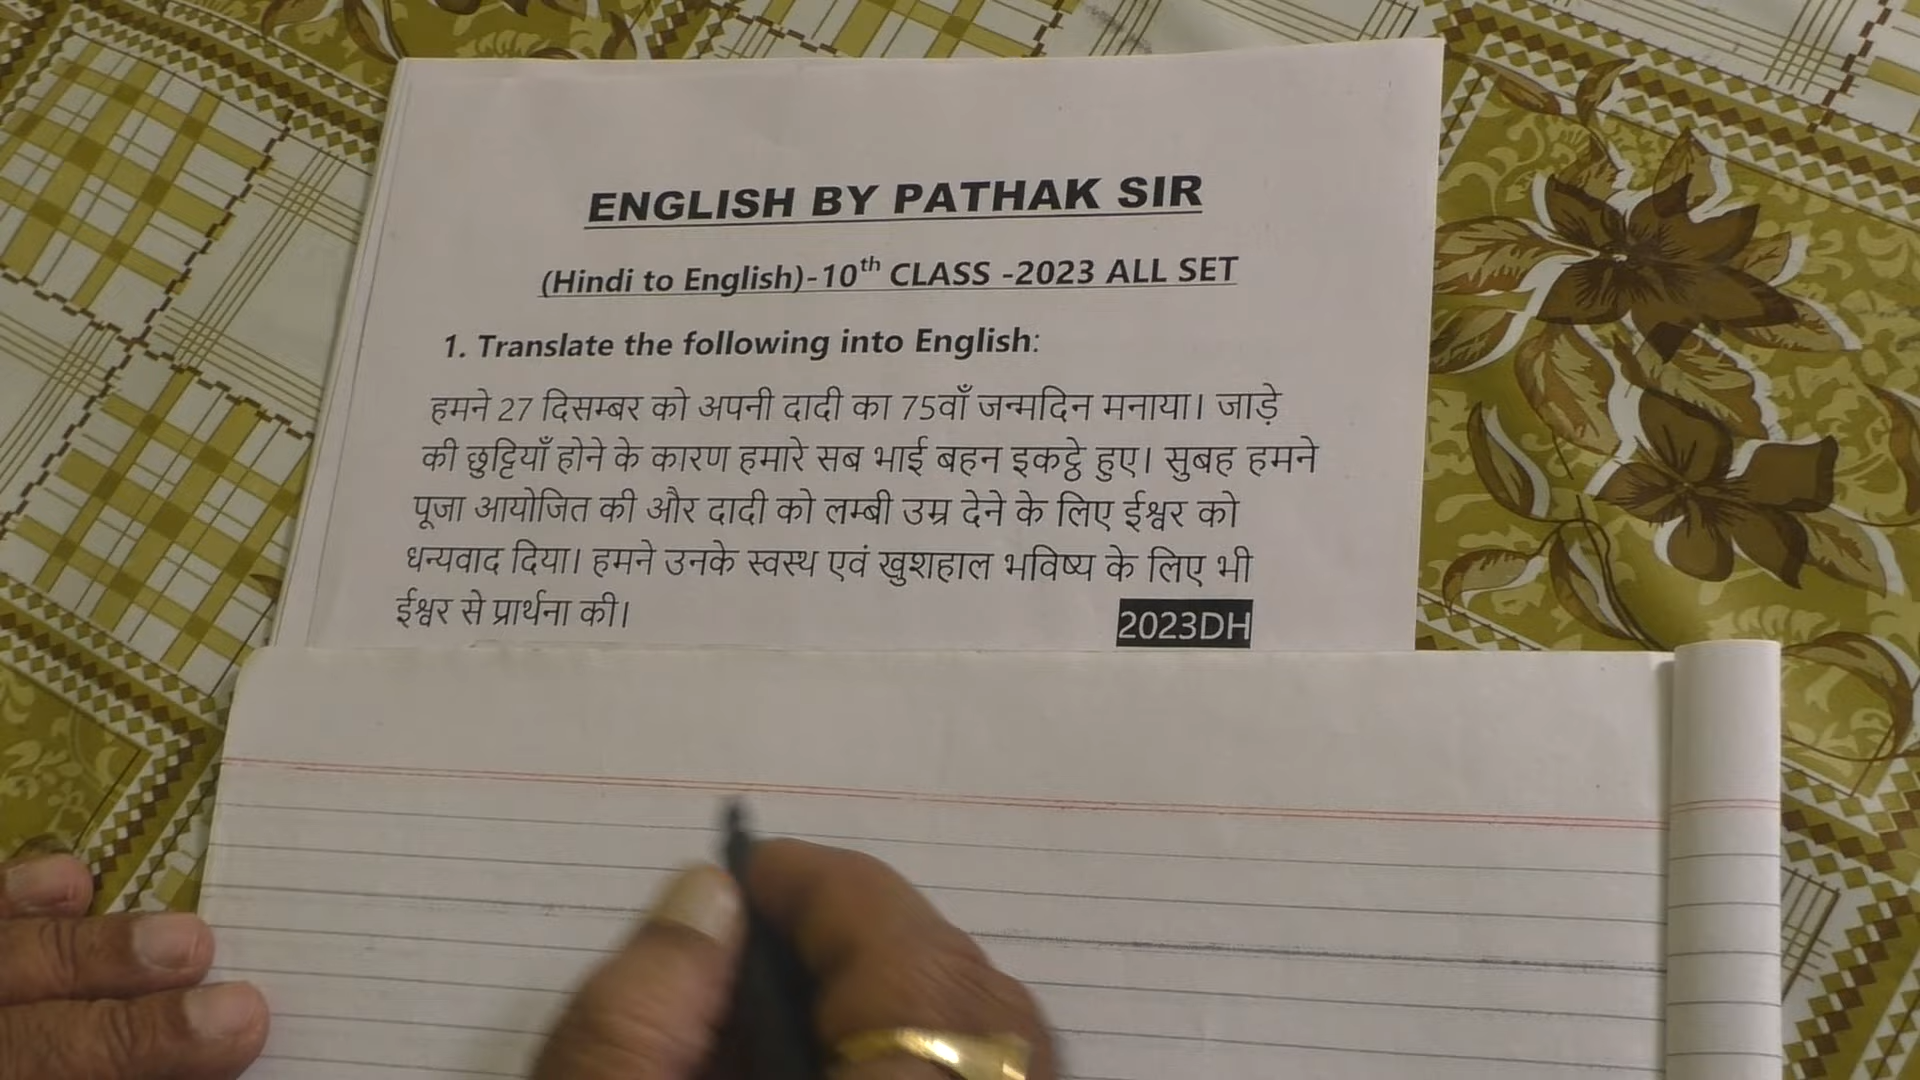 ENGLISH BY PATHAK SIR
(Hindi to English)-10th CLASS -2023 ALL SET
1. Translate the following into English:
हमने 27 दिसम्बर को अपनी दादी का 75वाँ जन्मदिन मनाया। जाड़े
की छुट्टियाँ होने के कारण हमारे सब भाई बहन इकट्ठे हुए। सुबह हमने
पूजा आयोजित की और दादी को लम्बी उम्र देने के लिए ईश्वर को
धन्यवाद दिया। हमने उनके स्वस्थ एवं खुशहाल भविष्य के लिए भी
ईश्वर से प्रार्थना की।
2023DH